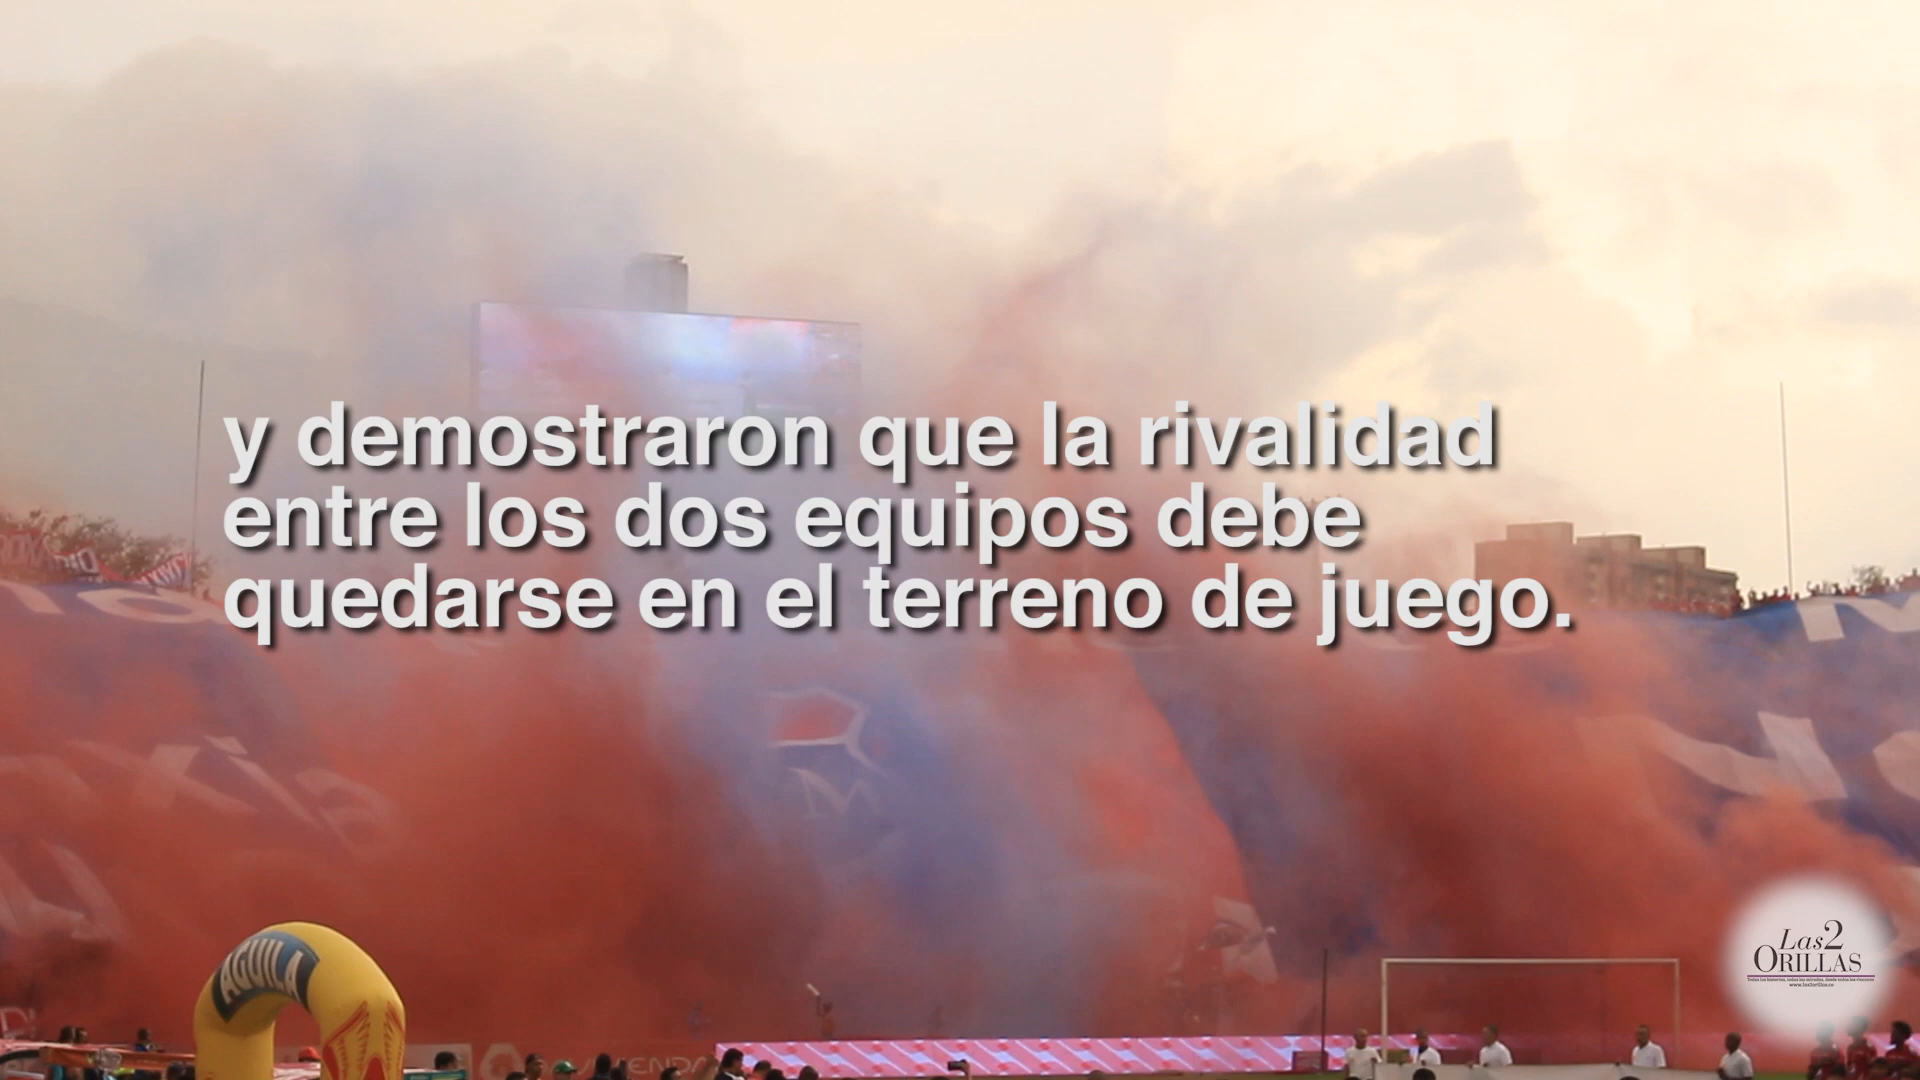 y demostraron que la rivalidad
entre los dos equipos debe
quedarse en el terreno de juego.
AGUILA
Las2
ORILLAS